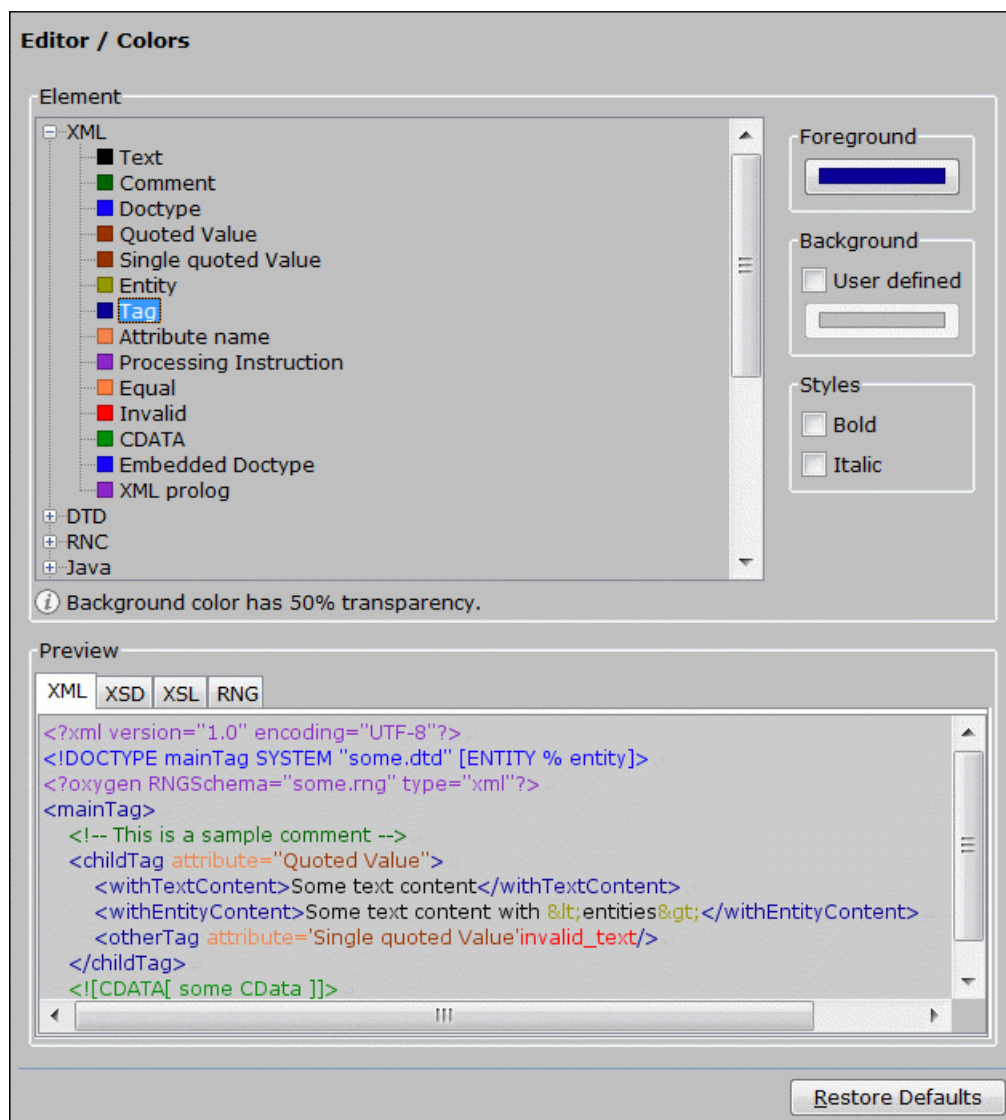 Editor / Colors
Element
XML
Text
Comment
Doctype
Quoted Value
Single quoted Value
Entity
Tag
Attribute name
Processing Instruction
Equal
Invalid
CDATA
Embedded Doctype
XML prolog
DTD
RNC
Java
Background color has 50% transparency.
Foreground
Background
User defined
Styles
Bold
Italic
Preview
XML XSD XSL RNG
<?xml version="1.0" encoding="UTF-8"?>
<!DOCTYPE mainTag SYSTEM "some.dtd" [ENTITY % entity]>
<?oxygen RNGSchema="some.rng" type="xml"?>
<mainTag>
<!-- This is a sample comment -->
<childTag attribute="Quoted Value">
<withTextContent>Some text content</withTextContent>
<withEntityContent>Some text content with &lt;entities&gt;</withEntityContent>
<otherTag attribute='Single quoted Value'invalid_text/>
</childTag>
<![CDATA[ some CData ]]>
Restore Defaults